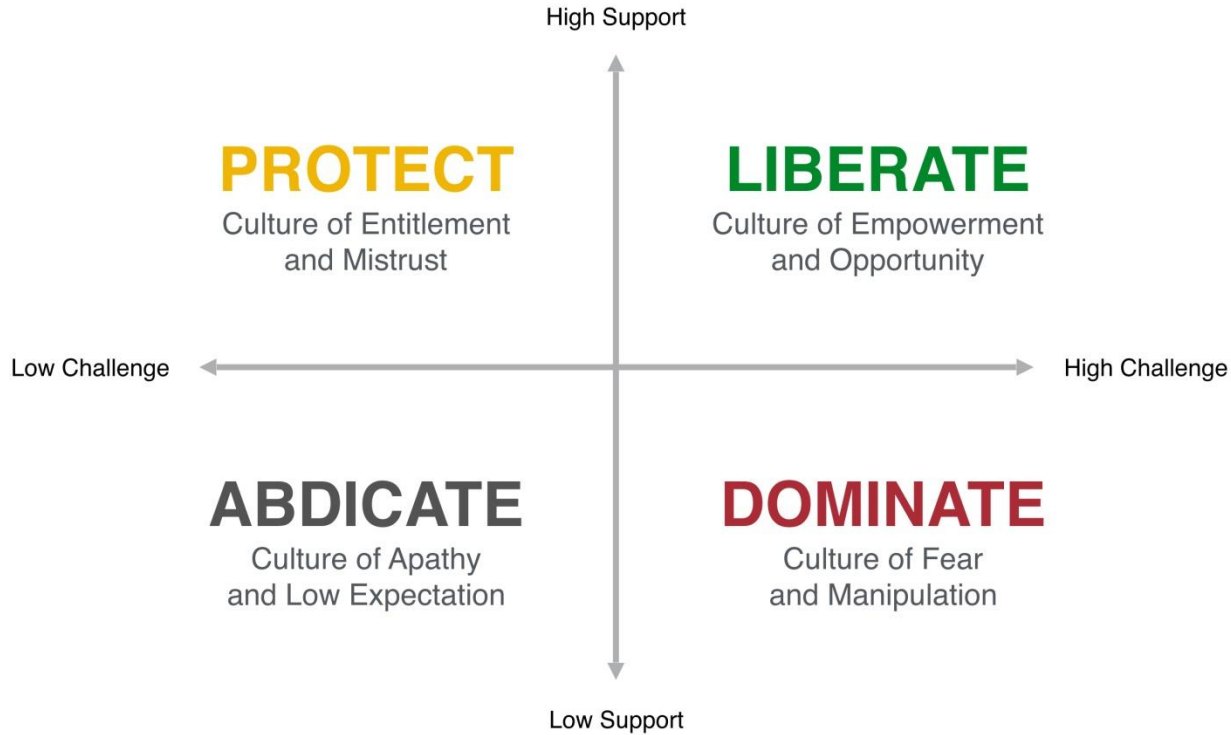 High Support
PROTECT
Culture of Entitlement
and Mistrust
LIBERATE
Culture of Empowerment
and Opportunity
Low Challenge
High Challenge
ABDICATE
Culture of Apathy
and Low Expectation
DOMINATE
Culture of Fear
and Manipulation
Low Support